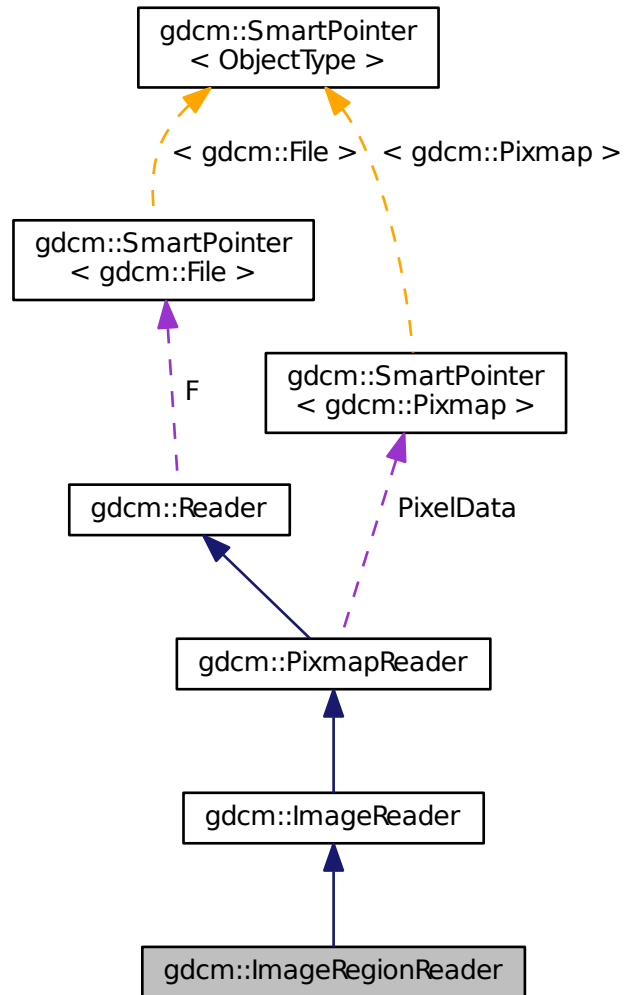 gdcm::SmartPointer
< ObjectType >
< gdcm::File >
< gdcm::Pixmap >
gdcm::SmartPointer
< gdcm::File >
gdcm::SmartPointer
< gdcm::Pixmap >
F
gdcm::Reader
PixelData
gdcm::PixmapReader
gdcm::ImageReader
gdcm::ImageRegionReader